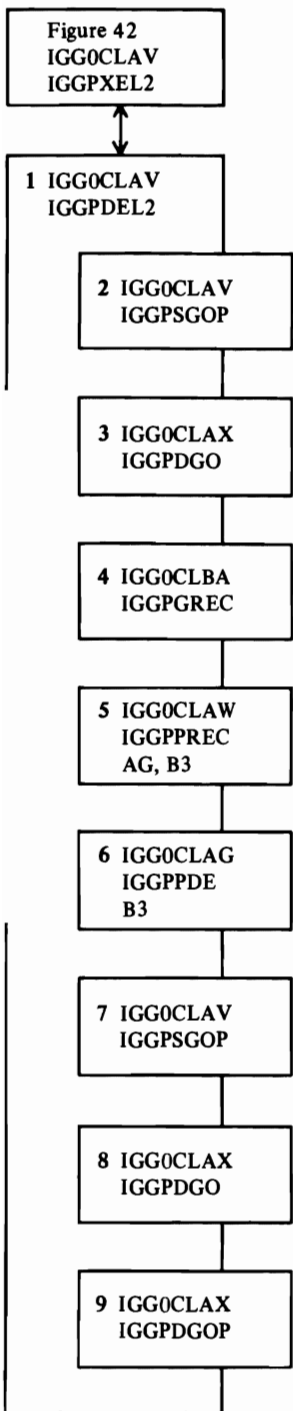 Figure 42
IGG0CLAV
IGGPXEL2
1 IGG0CLAV
IGGPDEL2
2 IGG0CLAV
IGGPSGOP
3 IGG0CLAX
IGGPDGO
4 IGG0CLBA
IGGPGREC
5 IGG0CLAW
IGGPPREC
AG, B3
6 IGG0CLAG
IGGPPDE
B3
7 IGG0CLAV
IGGPSGOP
8 IGG0CLAX
IGGPDGO
9 IGG0CLAX
IGGPDGOP